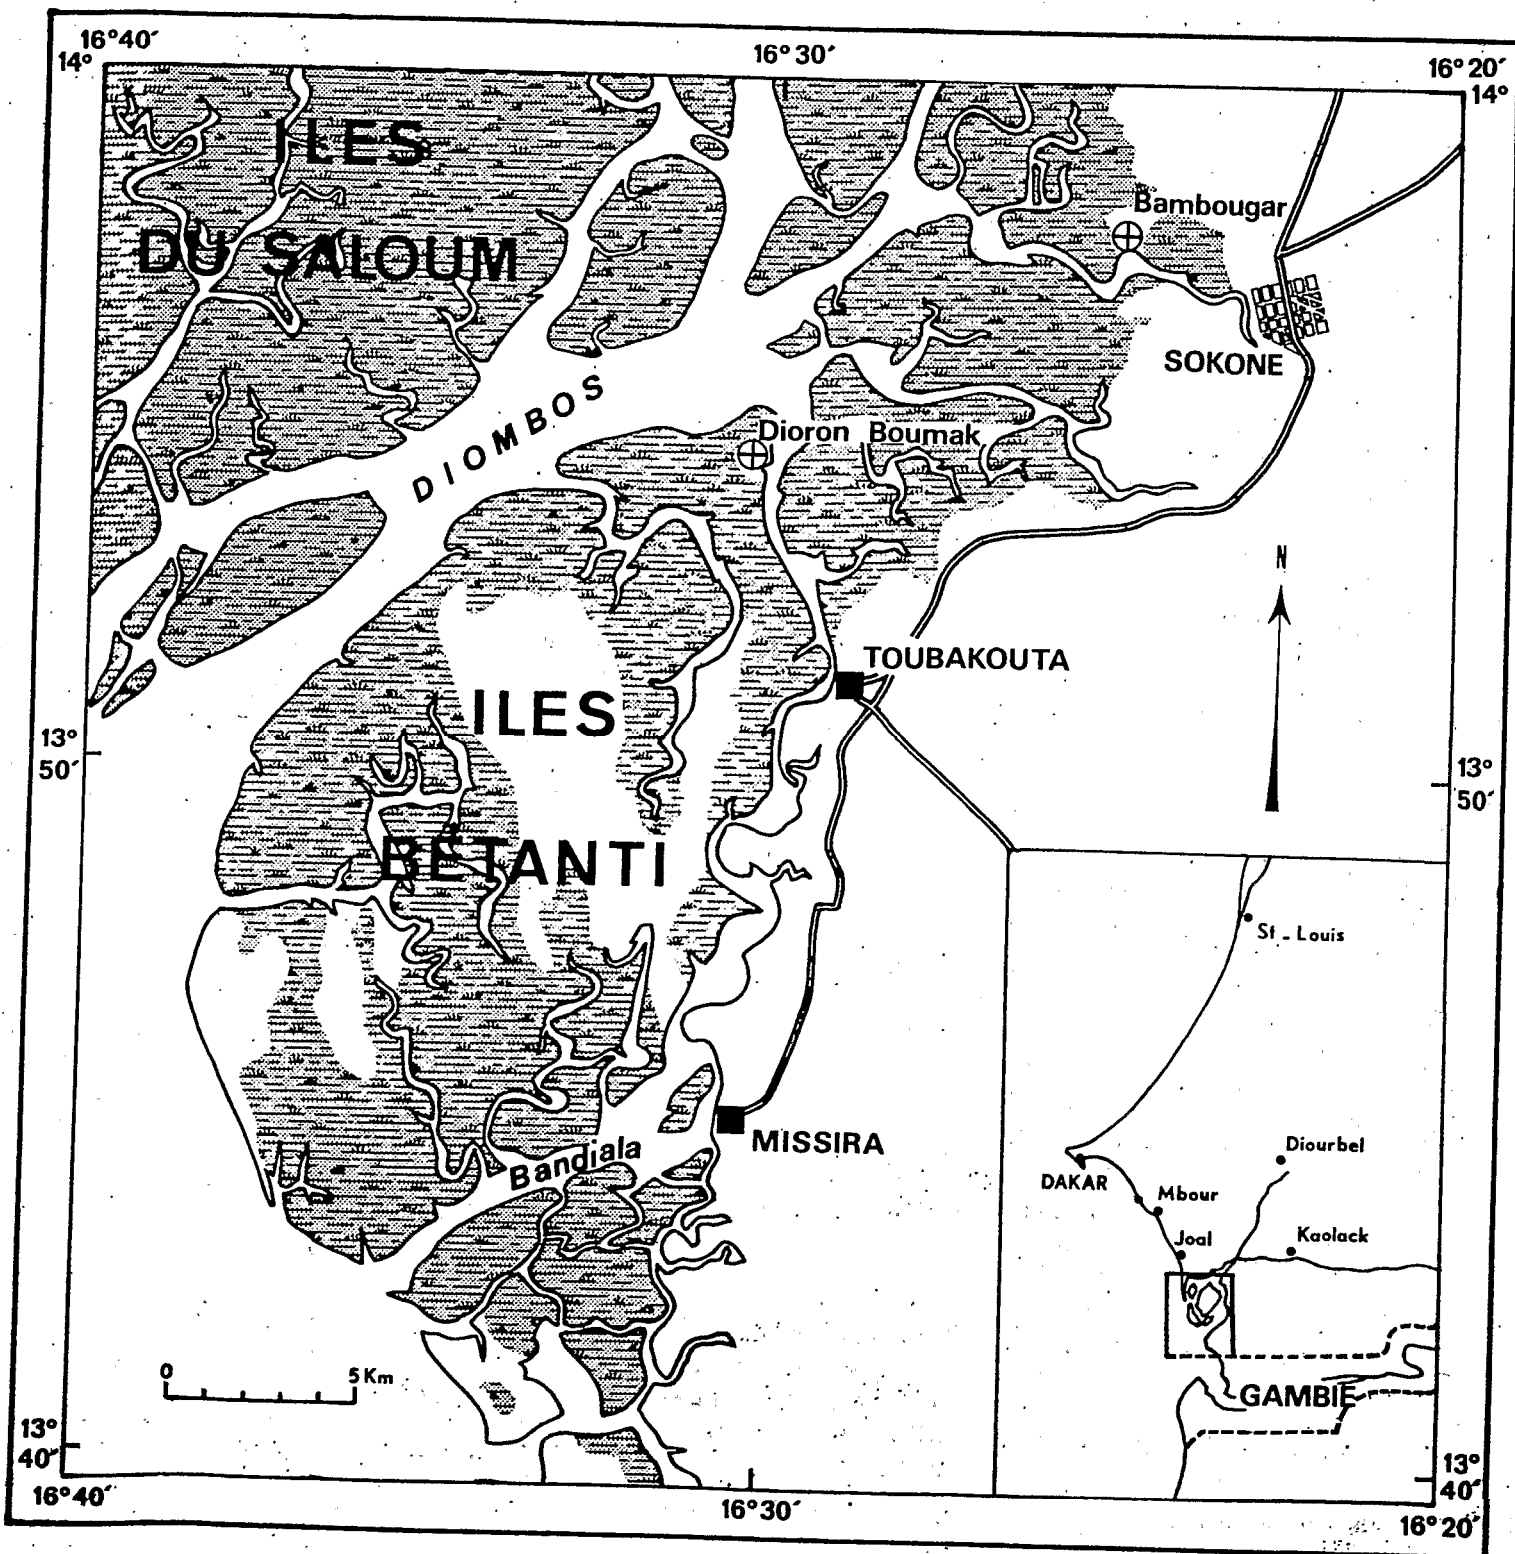 16°40′
16°30′
16°20′
14°
14°
ILES
DU SALOUM
Bambougar
SOKONE
DIOMBOS
Dioron Boumak
N
TOUBAKOUTA
ILES
BETANTI
13°
50′
13°
50′
St-Louis
Bandiala
MISSIRA
DAKAR
Diourbel
Mbour
Joal
Kaolack
GAMBIE
0
5 Km
13°
40′
13°
40′
16°40′
16°30′
16°20′